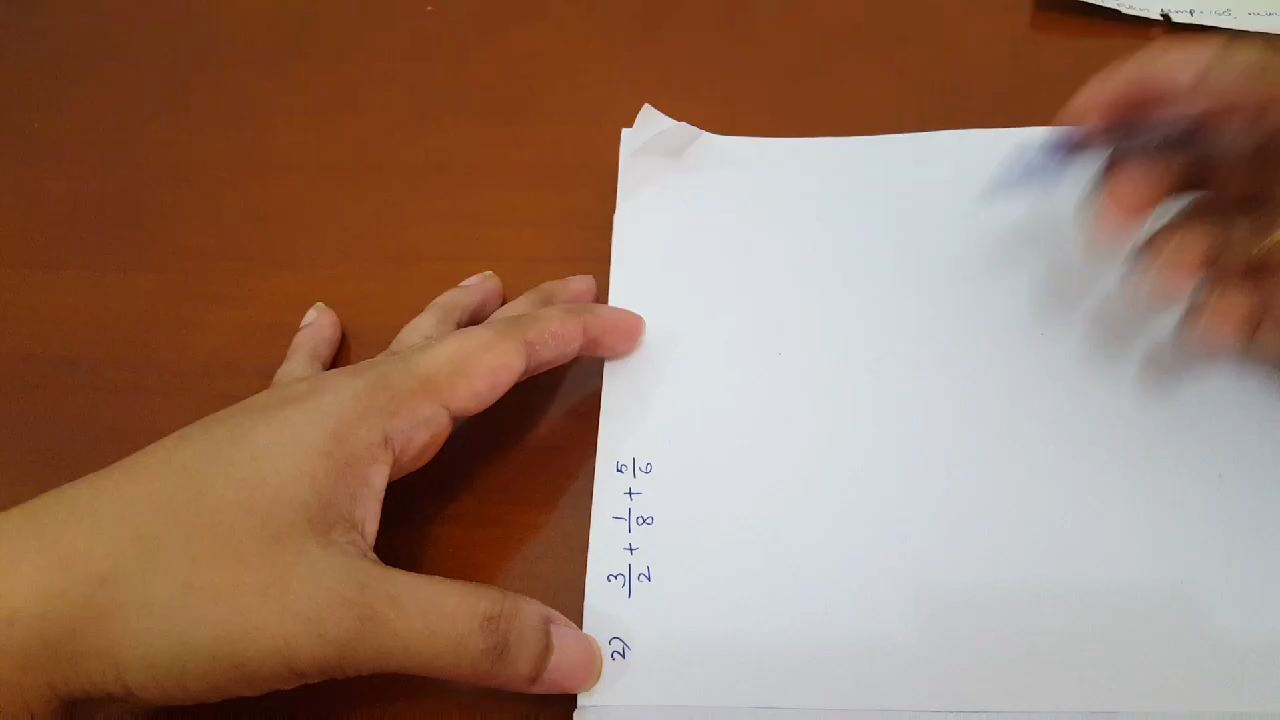 2) 3/2 + 1/8 + 5/6